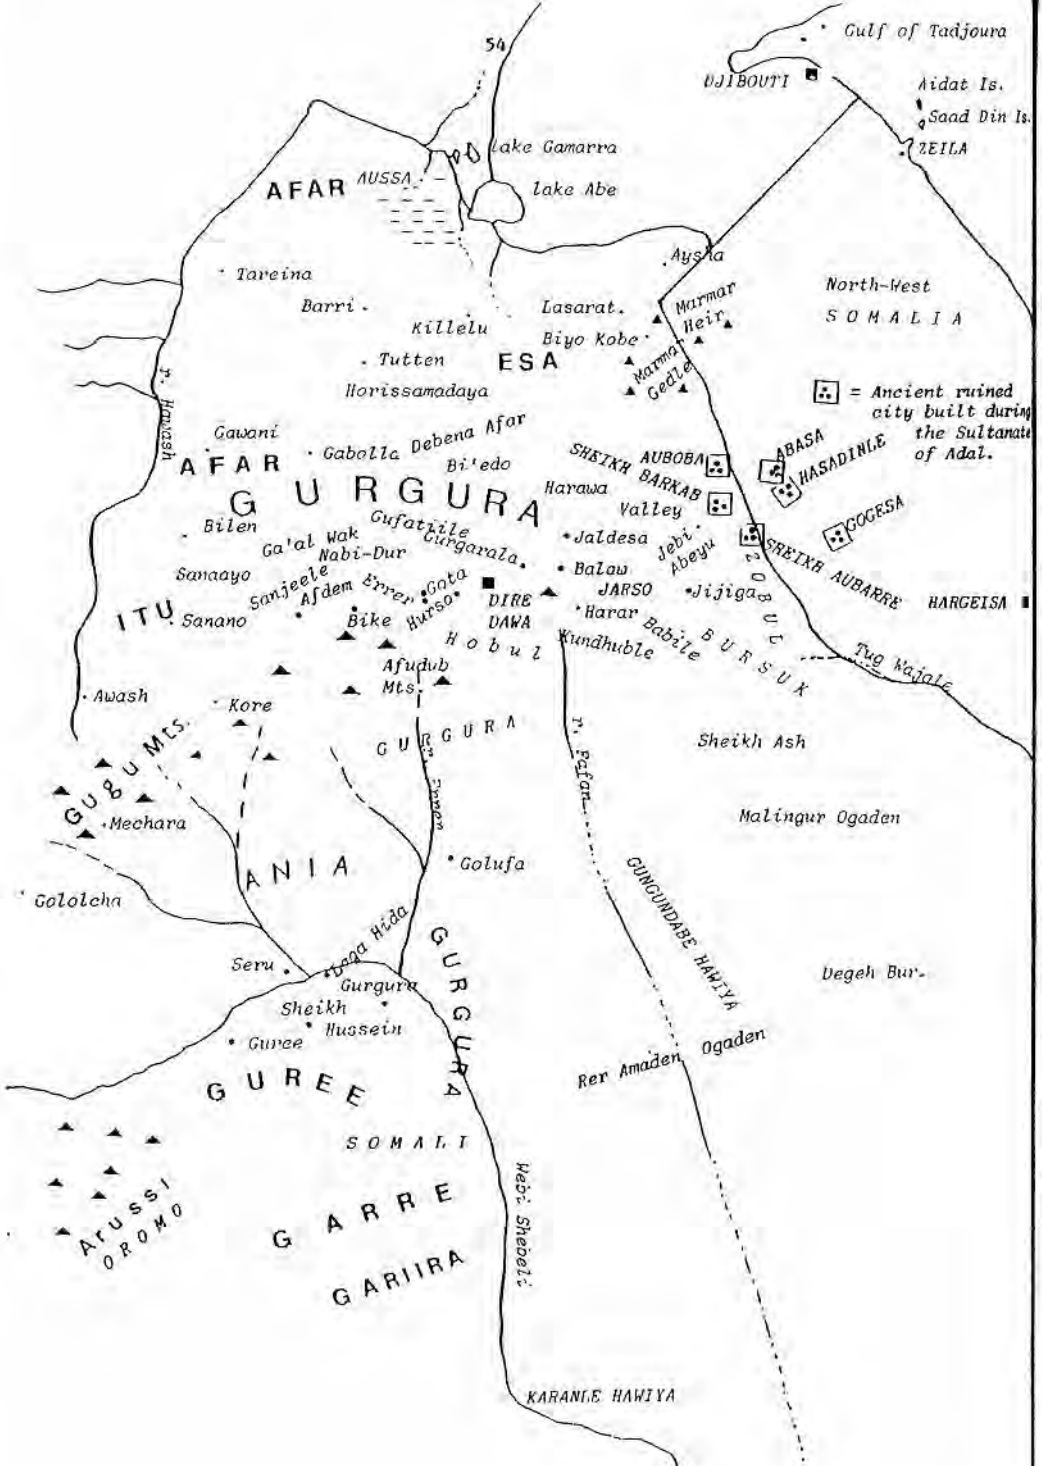 54
Gulf of Tadjoura
DJIBOUTI
Aidat Is.
Saad Din Is.
ZEILA
lake Gamarra
AFAR
AUSSA
lake Abe
Aysha
Tareina
Barri
Killelu
Lasarat
Marmar
Heir
North-West
SOMALIA
Biyo Kobe
Tutten
ESA
Marmar
Gedle
Horissamadaya
r. Hawash
= Ancient ruined
city built during
the Sultanate
of Adal.
Gawani
AFAR
Gabolla
Debena Afar
Bi'edo
SHEIKH BARKAB
AUBOBA
ABASA
HASADINLE
GURGURA
Harawa
Valley
GOGESA
Bilen
Ga'al Wak
Nabi-Dur
Gufatiile
Gurgarala
Jaldesa
Jebi
Abeyu
SHEIKH AUBARRE
Sanaayo
Sanjeele
Afdem
Errer
Gota
Hurso
Balaw
JARSO
Jijiga
ZOBUL
HARGEISA
ITU
Sanano
Bike
DIRE
DAWA
Harar
Babile
BURSUK
Hobul
Kundhuble
Tug Wajale
Afudub
Mts.
Awash
Kore
GURGURA
Gugu Mts.
r. Errer
r. Fafan
Sheikh Ash
Mechara
Malingur Ogaden
ANIA
Golufa
Gololcha
GUNGUNDABE HAWIYA
Laga Hida
GURGURA
Seru
Gurgura
Degeh Bur.
Sheikh
Hussein
Guree
Rer Amaden Ogaden
GUREE
SOMALI
Arussi
OROMO
GARRE
Webi Shebeli
GARIIRA
KARANLE HAWIYA